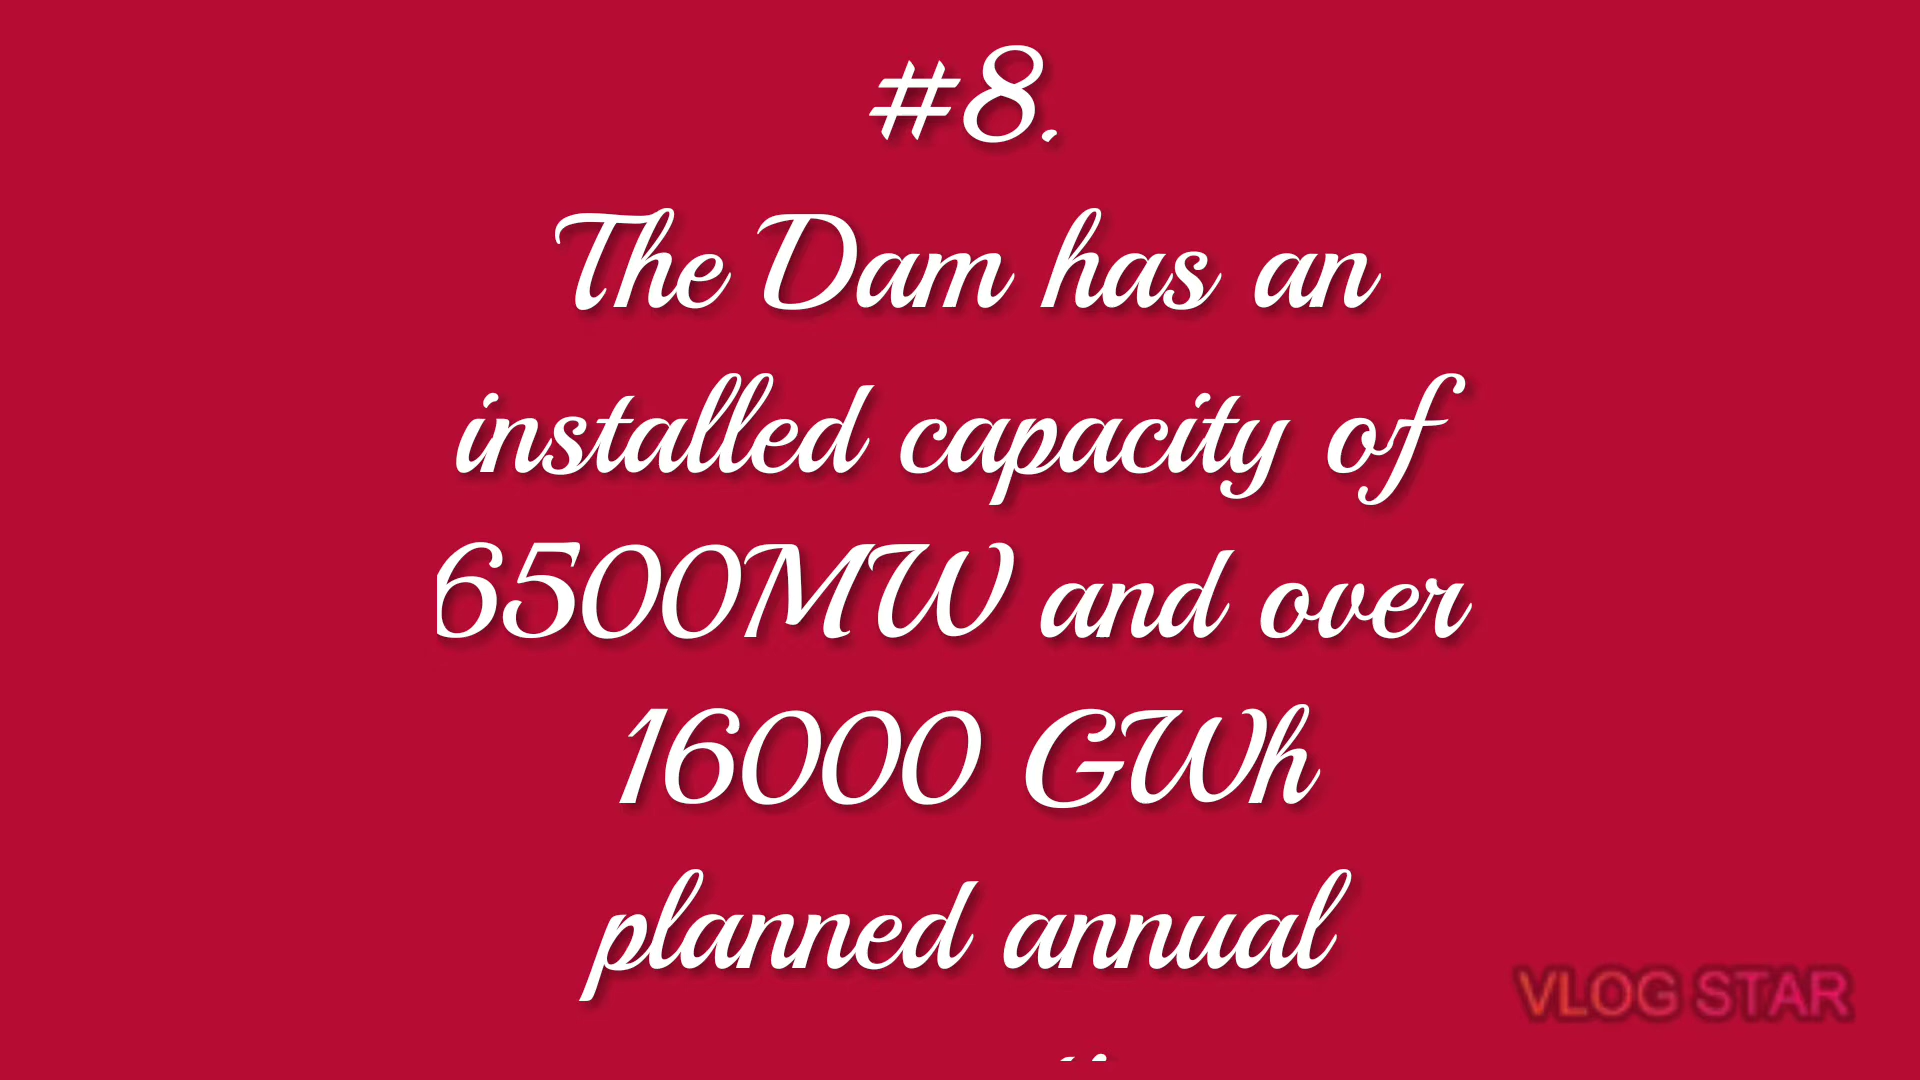 #8.
The Dam has an
installed capacity of
6500MW and over
16000 GWh
planned annual
VLOG STAR